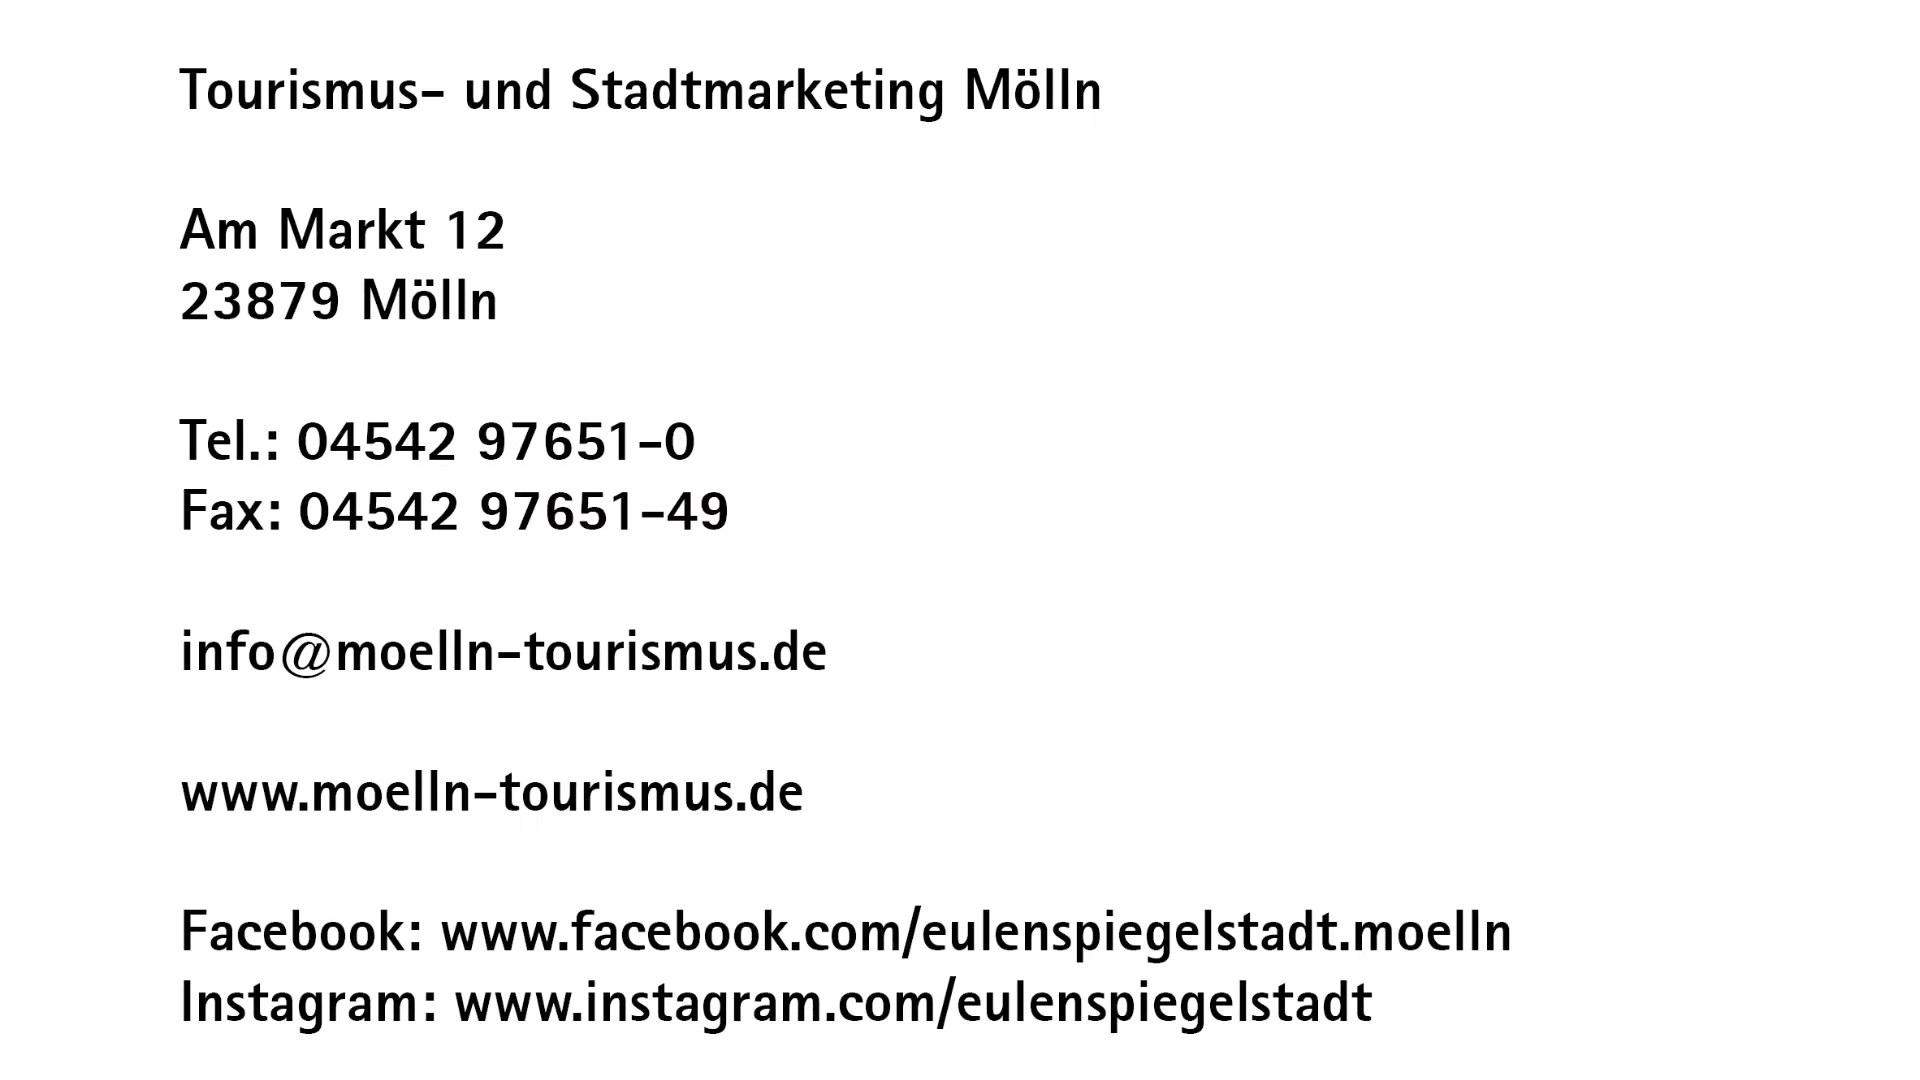 Tourismus- und Stadtmarketing Mölln
Am Markt 12
23879 Mölln
Tel.: 04542 97651-0
Fax: 04542 97651-49
info@moelln-tourismus.de
www.moelln-tourismus.de
Facebook: www.facebook.com/eulenspiegelstadt.moelln
Instagram: www.instagram.com/eulenspiegelstadt